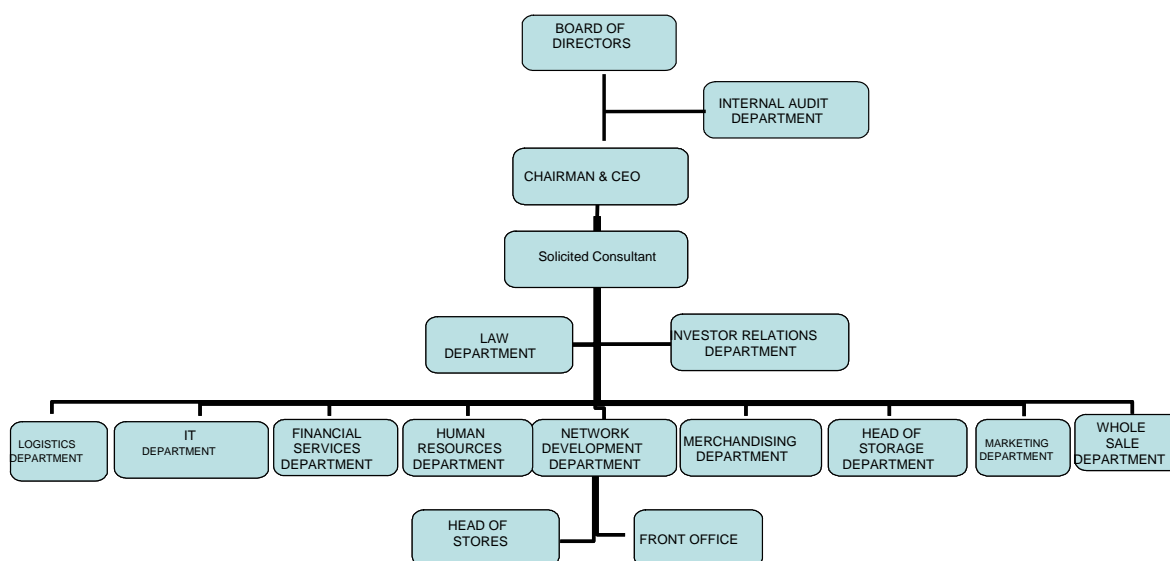 BOARD OF
DIRECTORS
INTERNAL AUDIT
DEPARTMENT
CHAIRMAN & CEO
Solicited Consultant
LAW
DEPARTMENT
INVESTOR RELATIONS
DEPARTMENT
LOGISTICS
DEPARTMENT
IT
DEPARTMENT
FINANCIAL
SERVICES
DEPARTMENT
HUMAN
RESOURCES
DEPARTMENT
NETWORK
DEVELOPMENT
DEPARTMENT
MERCHANDISING
DEPARTMENT
HEAD OF
STORAGE
DEPARTMENT
MARKETING
DEPARTMENT
WHOLE
SALE
DEPARTMENT
HEAD OF
STORES
FRONT OFFICE